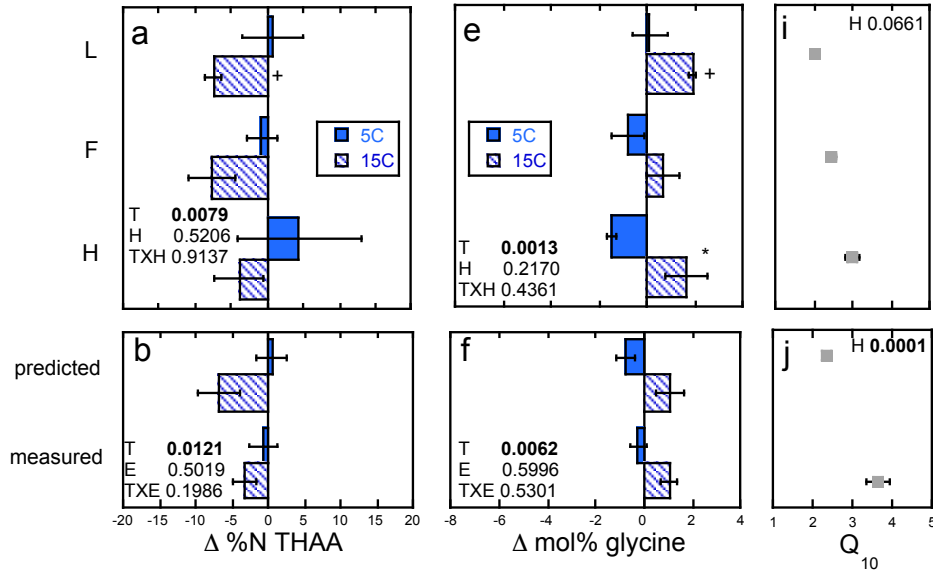 a
e
i
H 0.0661
L
+
+
5C
15C
5C
15C
F
T 0.0079
H 0.5206
TXH 0.9137
H
T 0.0013
H 0.2170
TXH 0.4361
*
b
f
j
H 0.0001
predicted
measured
T 0.0121
E 0.5019
TXE 0.1986
T 0.0062
E 0.5996
TXE 0.5301
-20 -15 -10 -5 0 5 10 15 20
-8 -6 -4 -2 0 2 4
1 2 3 4 5
Δ %N THAA
Δ mol% glycine
Q10